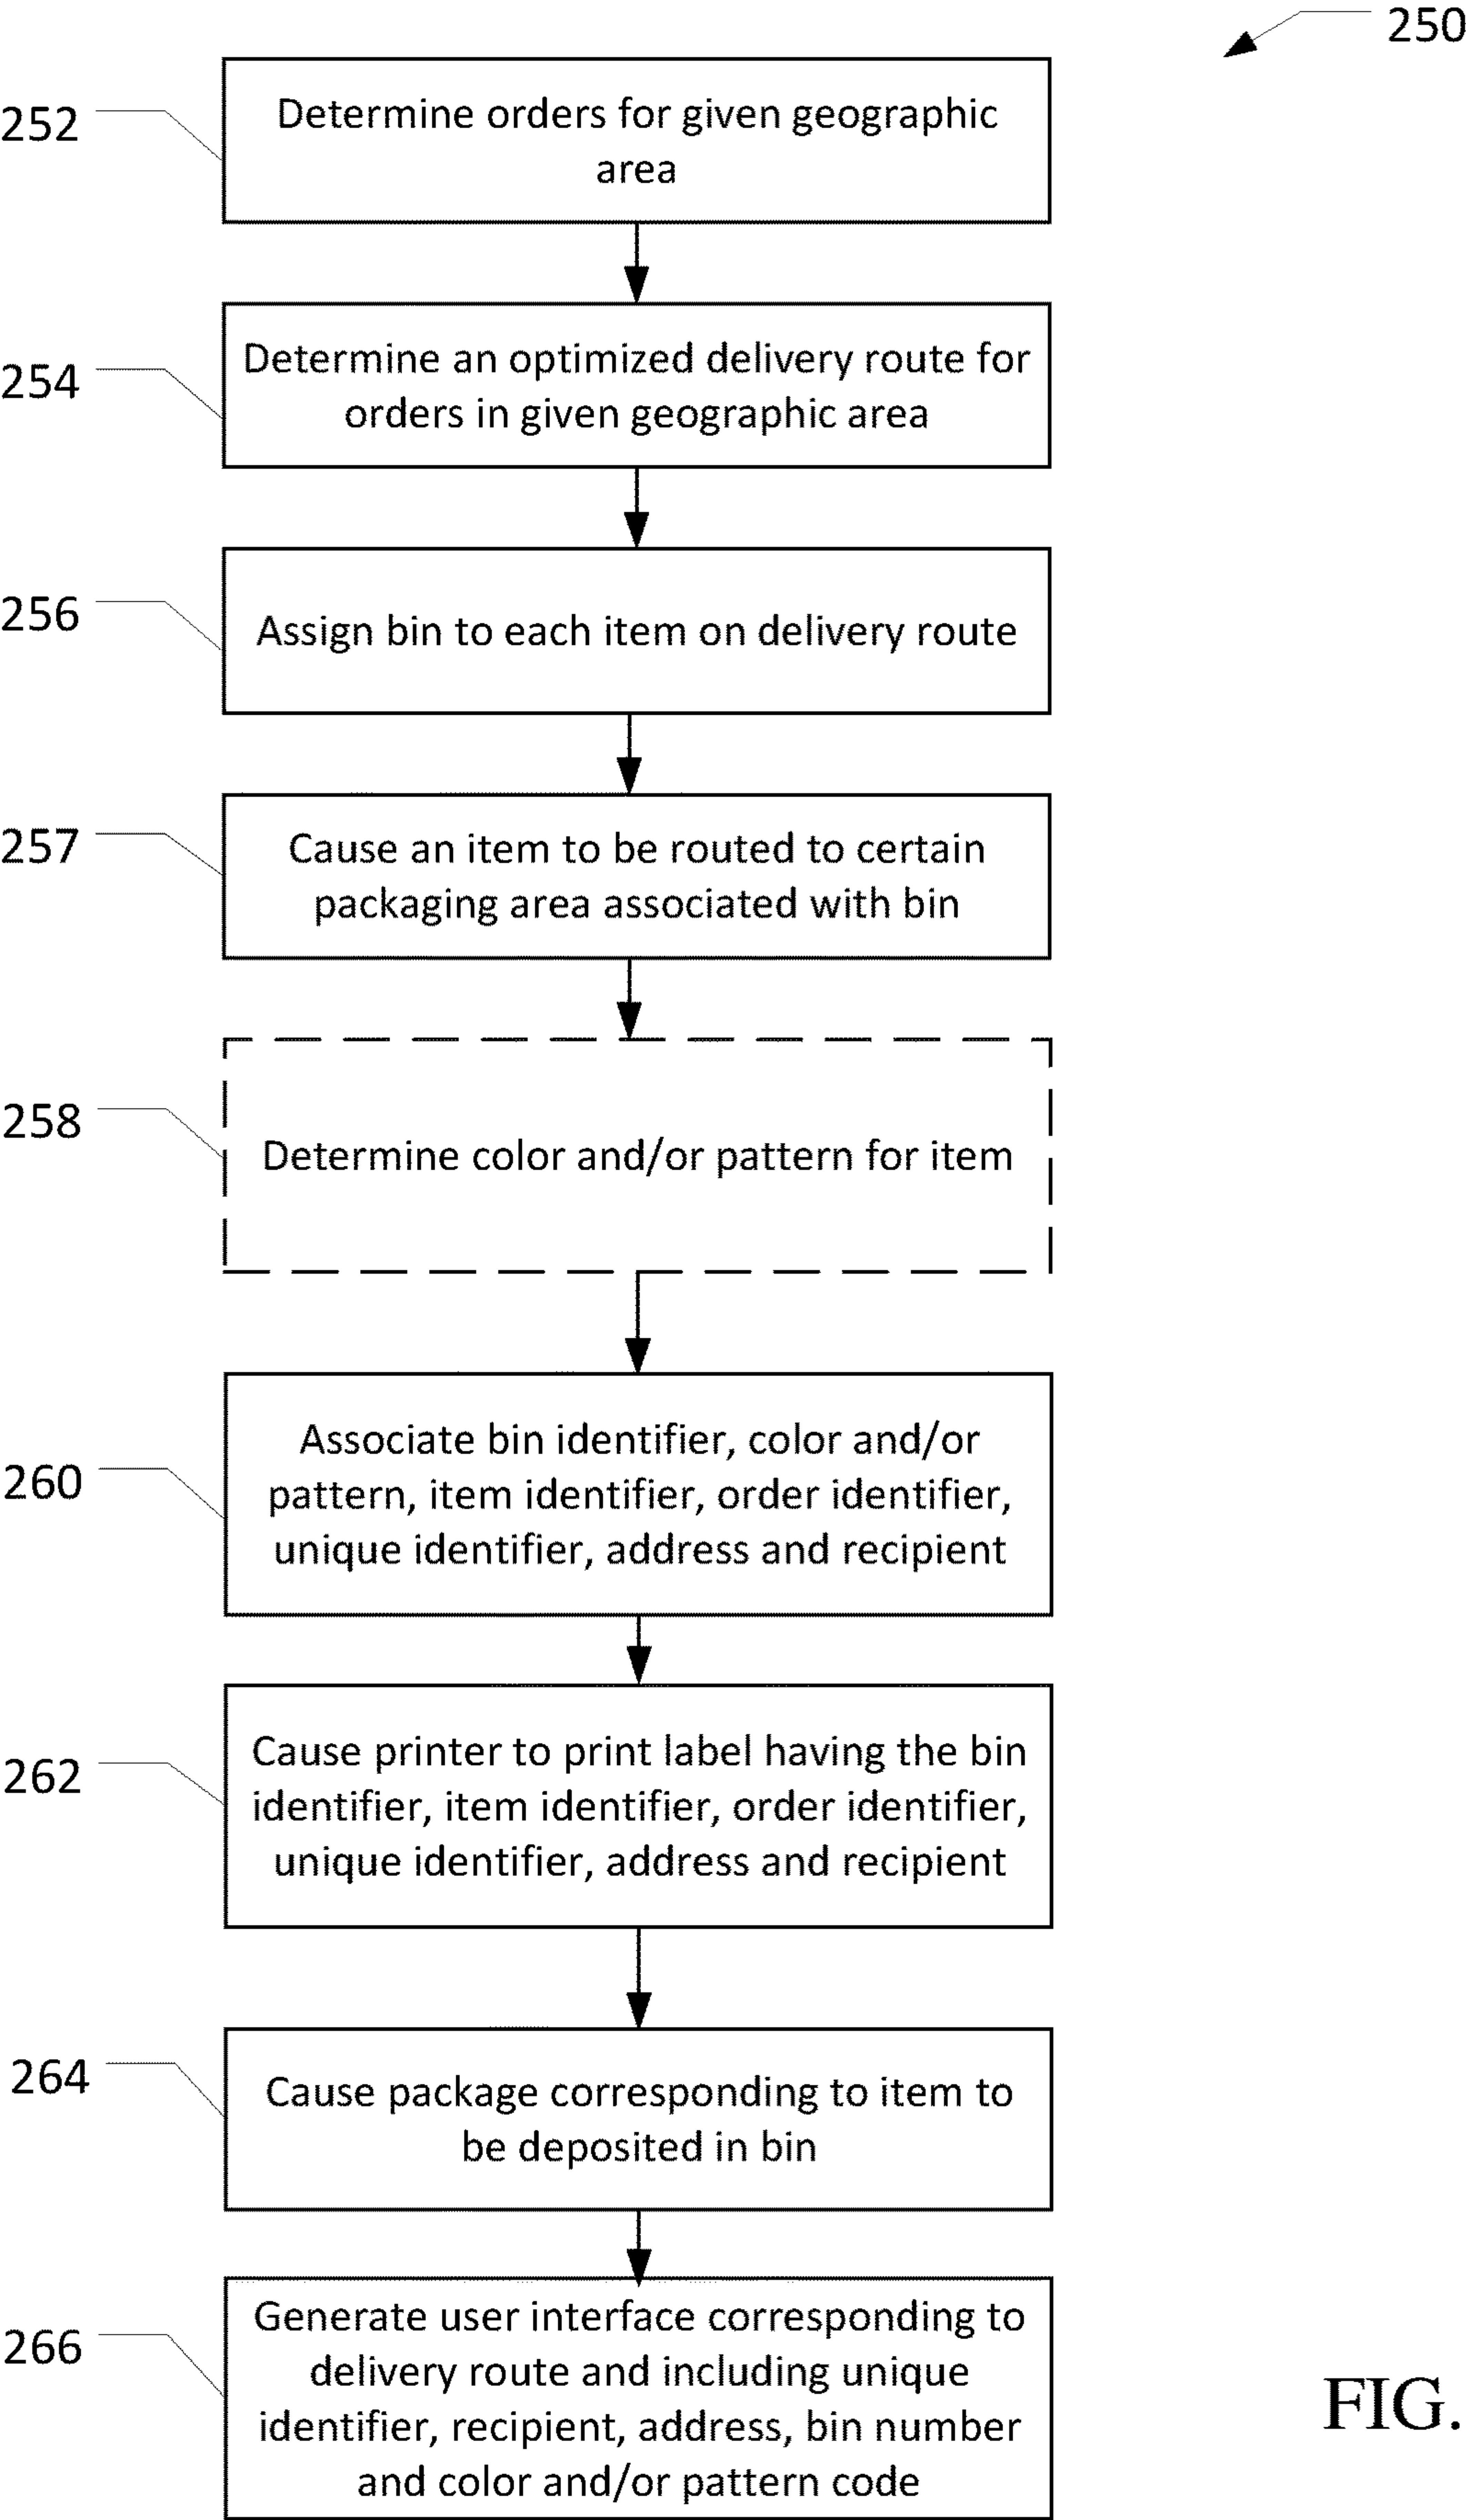 250
252
Determine orders for given geographic
area
254
Determine an optimized delivery route for
orders in given geographic area
256
Assign bin to each item on delivery route
257
Cause an item to be routed to certain
packaging area associated with bin
258
Determine color and/or pattern for item
260
Associate bin identifier, color and/or
pattern, item identifier, order identifier,
unique identifier, address and recipient
262
Cause printer to print label having the bin
identifier, item identifier, order identifier,
unique identifier, address and recipient
264
Cause package corresponding to item to
be deposited in bin
266
Generate user interface corresponding to
delivery route and including unique
identifier, recipient, address, bin number
and color and/or pattern code
FIG.